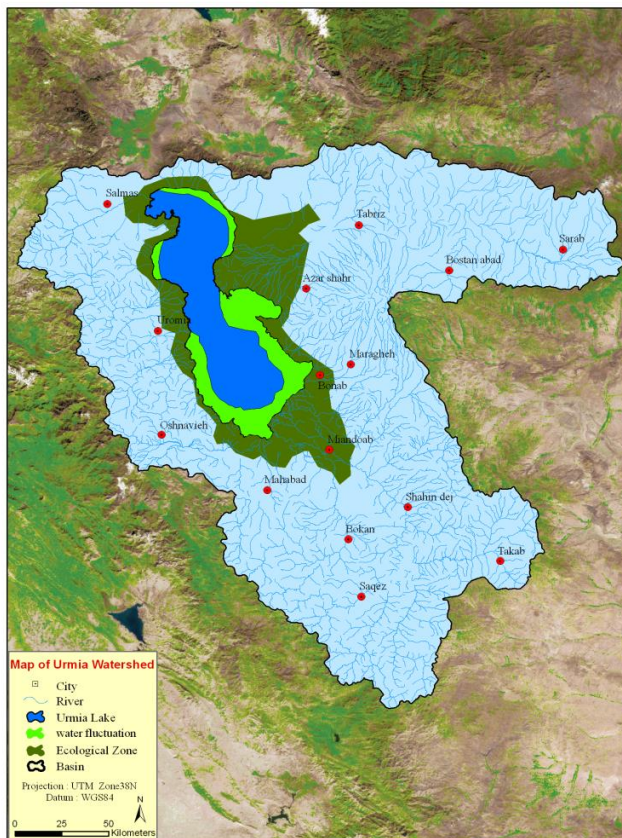 Salmas
Tabriz
Sarab
Bostan abad
Azar shahr
Uromia
Maragheh
Bonab
Oshnavieh
Miandoab
Mahabad
Shahin dej
Bokan
Takab
Saqez
Map of Urmia Watershed
City
River
Urmia Lake
water fluctuation
Ecological Zone
Basin
Projection : UTM Zone38N
Datum : WGS84
N
0 25 50
Kilometers